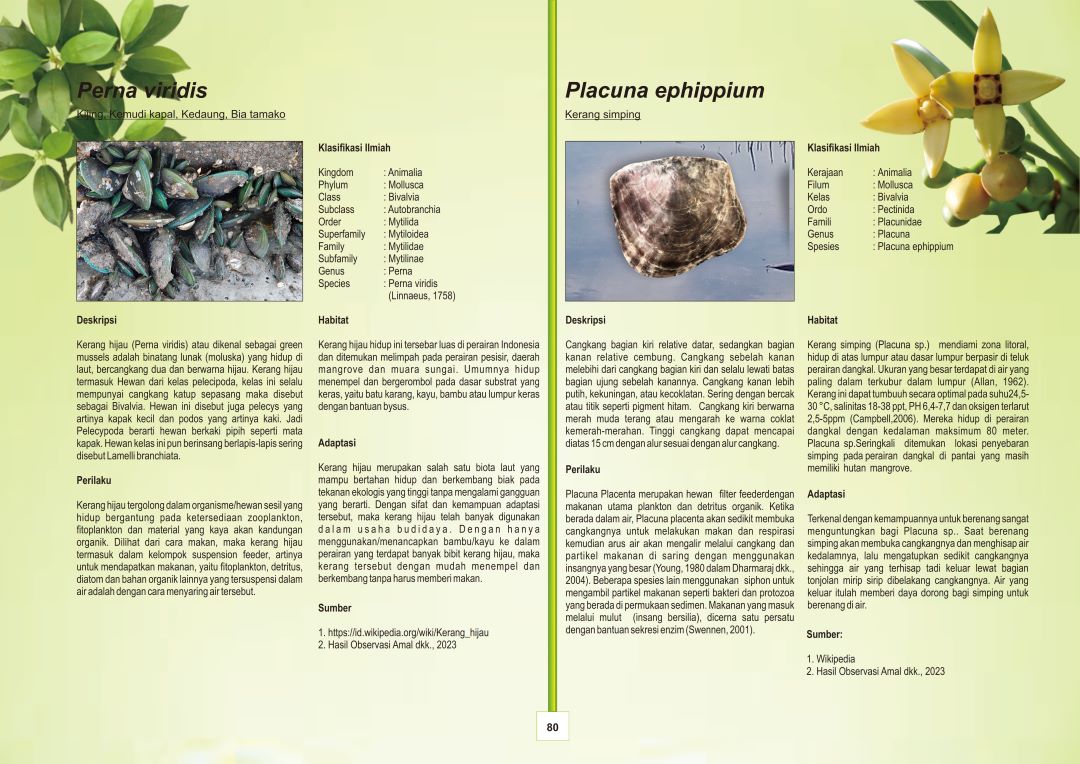 Perna viridis
Kijing, Kemudi kapal, Kedaung, Bia tamako
Klasifikasi Ilmiah
Kingdom : Animalia
Phylum : Mollusca
Class : Bivalvia
Subclass : Autobranchia
Order : Mytilida
Superfamily : Mytiloidea
Family : Mytilidae
Subfamily : Mytilinae
Genus : Perna
Species : Perna viridis
(Linnaeus, 1758)
Deskripsi
Kerang hijau (Perna viridis) atau dikenal sebagai green
mussels adalah binatang lunak (moluska) yang hidup di
laut, bercangkang dua dan berwarna hijau. Kerang hijau
termasuk Hewan dari kelas pelecipoda, kelas ini selalu
mempunyai cangkang katup sepasang maka disebut
sebagai Bivalvia. Hewan ini disebut juga pelecys yang
artinya kapak kecil dan podos yang artinya kaki. Jadi
Pelecypoda berarti hewan berkaki pipih seperti mata
kapak. Hewan kelas ini pun berinsang berlapis-lapis sering
disebut Lamelli branchiata.
Perilaku
Kerang hijau tergolong dalam organisme/hewan sesil yang
hidup bergantung pada ketersediaan zooplankton,
fitoplankton dan material yang kaya akan kandungan
organik. Dilihat dari cara makan, maka kerang hijau
termasuk dalam kelompok suspension feeder, artinya
untuk mendapatkan makanan, yaitu fitoplankton, detritus,
diatom dan bahan organik lainnya yang tersuspensi dalam
air adalah dengan cara menyaring air tersebut.
Habitat
Kerang hijau hidup ini tersebar luas di perairan Indonesia
dan ditemukan melimpah pada perairan pesisir, daerah
mangrove dan muara sungai. Umumnya hidup
menempel dan bergerombol pada dasar substrat yang
keras, yaitu batu karang, kayu, bambu atau lumpur keras
dengan bantuan bysus.
Adaptasi
Kerang hijau merupakan salah satu biota laut yang
mampu bertahan hidup dan berkembang biak pada
tekanan ekologis yang tinggi tanpa mengalami gangguan
yang berarti. Dengan sifat dan kemampuan adaptasi
tersebut, maka kerang hijau telah banyak digunakan
dalam usaha budidaya. Dengan hanya
menggunakan/menancapkan bambu/kayu ke dalam
perairan yang terdapat banyak bibit kerang hijau, maka
kerang tersebut dengan mudah menempel dan
berkembang tanpa harus memberi makan.
Sumber
1. https://id.wikipedia.org/wiki/Kerang_hijau
2. Hasil Observasi Amal dkk., 2023
Placuna ephippium
Kerang simping
Klasifikasi Ilmiah
Kerajaan : Animalia
Filum : Mollusca
Kelas : Bivalvia
Ordo : Pectinida
Famili : Placunidae
Genus : Placuna
Spesies : Placuna ephippium
Deskripsi
Cangkang bagian kiri relative datar, sedangkan bagian
kanan relative cembung. Cangkang sebelah kanan
melebihi dari cangkang bagian kiri dan selalu lewati batas
bagian ujung sebelah kanannya. Cangkang kanan lebih
putih, kekuningan, atau kecoklatan. Sering dengan bercak
atau titik seperti pigment hitam. Cangkang kiri berwarna
merah muda terang atau mengarah ke warna coklat
kemerah-merahan. Tinggi cangkang dapat mencapai
diatas 15 cm dengan alur sesuai dengan alur cangkang.
Perilaku
Placuna Placenta merupakan hewan filter feederdengan
makanan utama plankton dan detritus organik. Ketika
berada dalam air, Placuna placenta akan sedikit membuka
cangkangnya untuk melakukan makan dan respirasi
kemudian arus air akan mengalir melalui cangkang dan
partikel makanan di saring dengan menggunakan
insangnya yang besar (Young, 1980 dalam Dharmaraj dkk.,
2004). Beberapa spesies lain menggunakan siphon untuk
mengambil partikel makanan seperti bakteri dan protozoa
yang berada di permukaan sedimen. Makanan yang masuk
melalui mulut (insang bersilia), dicerna satu persatu
dengan bantuan sekresi enzim (Swennen, 2001).
Habitat
Kerang simping (Placuna sp.) mendiami zona litoral,
hidup di atas lumpur atau dasar lumpur berpasir di teluk
perairan dangkal. Ukuran yang besar terdapat di air yang
paling dalam terkubur dalam lumpur (Allan, 1962).
Kerang ini dapat tumbuuh secara optimal pada suhu24,5-
30 °C, salinitas 18-38 ppt, PH 6,4-7,7 dan oksigen terlarut
2,5-5ppm (Campbell,2006). Mereka hidup di perairan
dangkal dengan kedalaman maksimum 80 meter.
Placuna sp.Seringkali ditemukan lokasi penyebaran
simping pada perairan dangkal di pantai yang masih
memiliki hutan mangrove.
Adaptasi
Terkenal dengan kemampuannya untuk berenang sangat
menguntungkan bagi Placuna sp.. Saat berenang
simping akan membuka cangkangnya dan menghisap air
kedalamnya, lalu mengatupkan sedikit cangkangnya
sehingga air yang terhisap tadi keluar lewat bagian
tonjolan mirip sirip dibelakang cangkangnya. Air yang
keluar itulah memberi daya dorong bagi simping untuk
berenang di air.
Sumber:
1. Wikipedia
2. Hasil Observasi Amal dkk., 2023
80